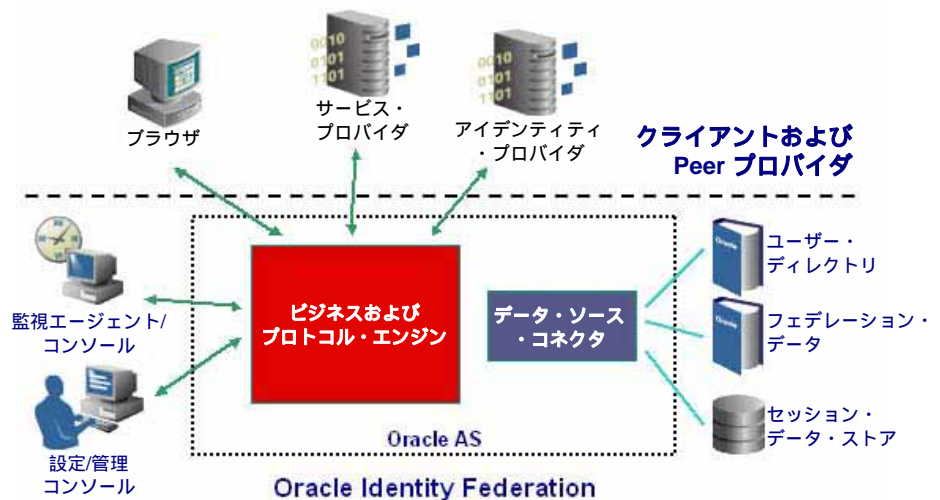 0010
0101
1101
0010
0101
1101
ブラウザ
サービス・
プロバイダ
アイデンティティ
・プロバイダ
クライアントおよび
Peer プロバイダ
監視エージェント/
コンソール
設定/管理
コンソール
ビジネスおよび
プロトコル・エンジン
データ・ソース
・コネクタ
Oracle AS
Oracle
ユーザー・
ディレクトリ
Oracle
フェデレーション・
データ
セッション・
データ・ストア
Oracle Identity Federation